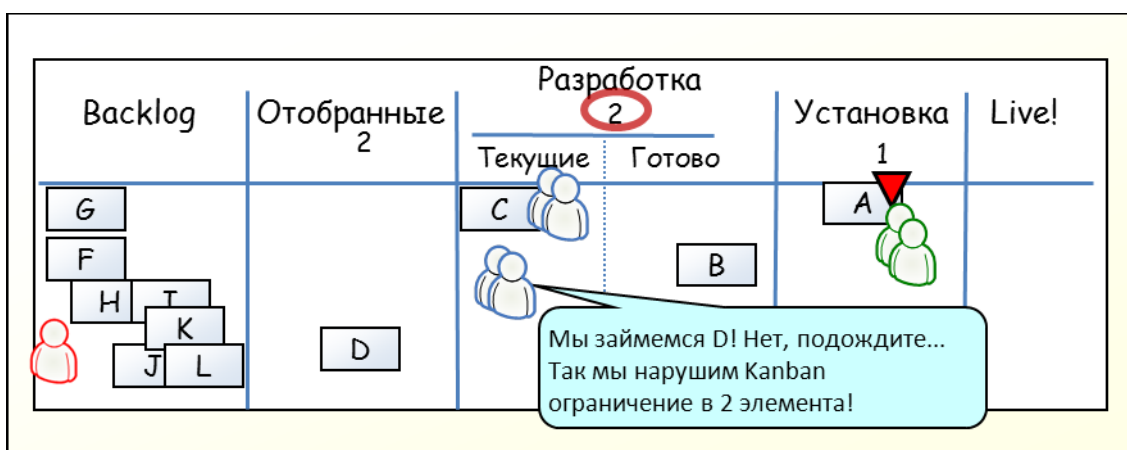 Backlog
Отобранные
2
Разработка
2
Текущие
Готово
Установка
1
Live!
G
F
H
K
J
L
D
C
B
A
Мы займемся D! Нет, подождите...
Так мы нарушим Kanban
ограничение в 2 элемента!